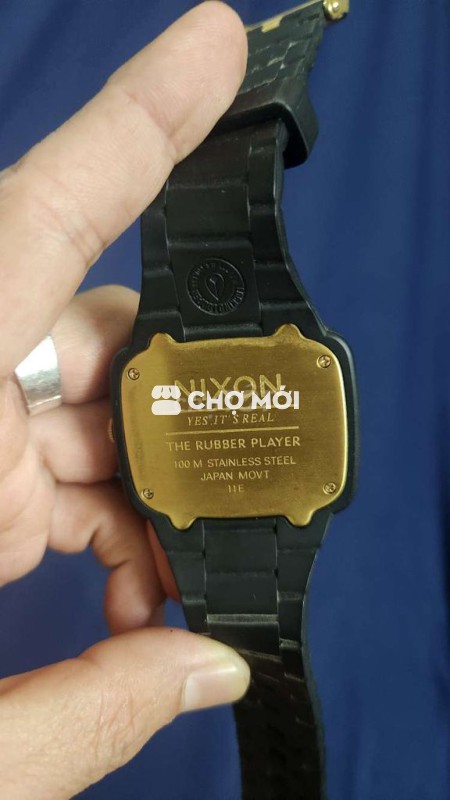 NIXON
CHỢ MỚI
YES IT'S REAL
THE RUBBER PLAYER
100 M STAINLESS STEEL
JAPAN MOVT
11E